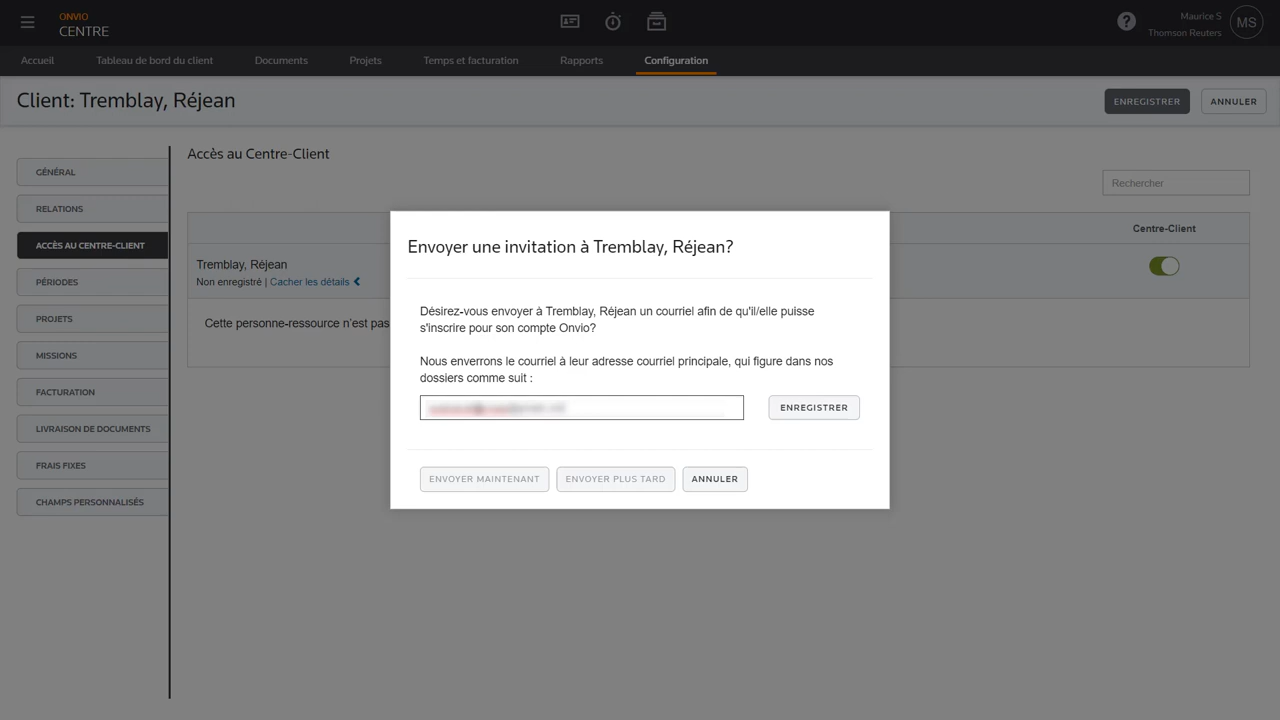 ONVIO
CENTRE
?
Maurice S
Thomson Reuters
MS
Accueil
Tableau de bord du client
Documents
Projets
Temps et facturation
Rapports
Configuration
Client: Tremblay, Réjean
ENREGISTRER
ANNULER
GÉNÉRAL
RELATIONS
ACCÈS AU CENTRE-CLIENT
PÉRIODES
PROJETS
MISSIONS
FACTURATION
LIVRAISON DE DOCUMENTS
FRAIS FIXES
CHAMPS PERSONNALISÉS
Accès au Centre-Client
Rechercher
Centre-Client
Tremblay, Réjean
Non enregistré | Cacher les détails
Cette personne-ressource n'est pas
Envoyer une invitation à Tremblay, Réjean?
Désirez-vous envoyer à Tremblay, Réjean un courriel afin de qu'il/elle puisse
s'inscrire pour son compte Onvio?
Nous enverrons le courriel à leur adresse courriel principale, qui figure dans nos
dossiers comme suit :
ENREGISTRER
ENVOYER MAINTENANT
ENVOYER PLUS TARD
ANNULER